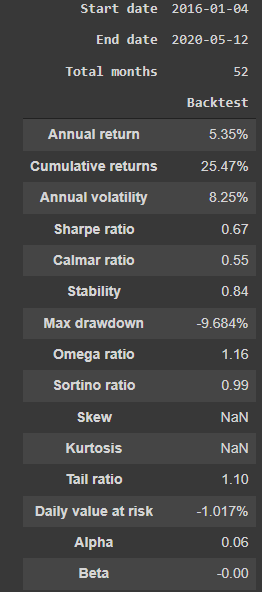 Start date 2016-01-04
End date 2020-05-12
Total months 52
Backtest
Annual return 5.35%
Cumulative returns 25.47%
Annual volatility 8.25%
Sharpe ratio 0.67
Calmar ratio 0.55
Stability 0.84
Max drawdown -9.684%
Omega ratio 1.16
Sortino ratio 0.99
Skew NaN
Kurtosis NaN
Tail ratio 1.10
Daily value at risk -1.017%
Alpha 0.06
Beta -0.00